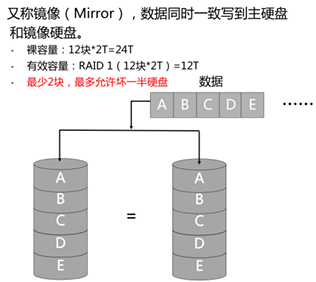 又称镜像（Mirror），数据同时一致写到主硬盘
和镜像硬盘。
• 裸容量：12块*2T=24T
• 有效容量：RAID 1（12块*2T）=12T
• 最少2块，最多允许坏一半硬盘
数据
A B C D E ……
A A
B B
C = C
D D
E E